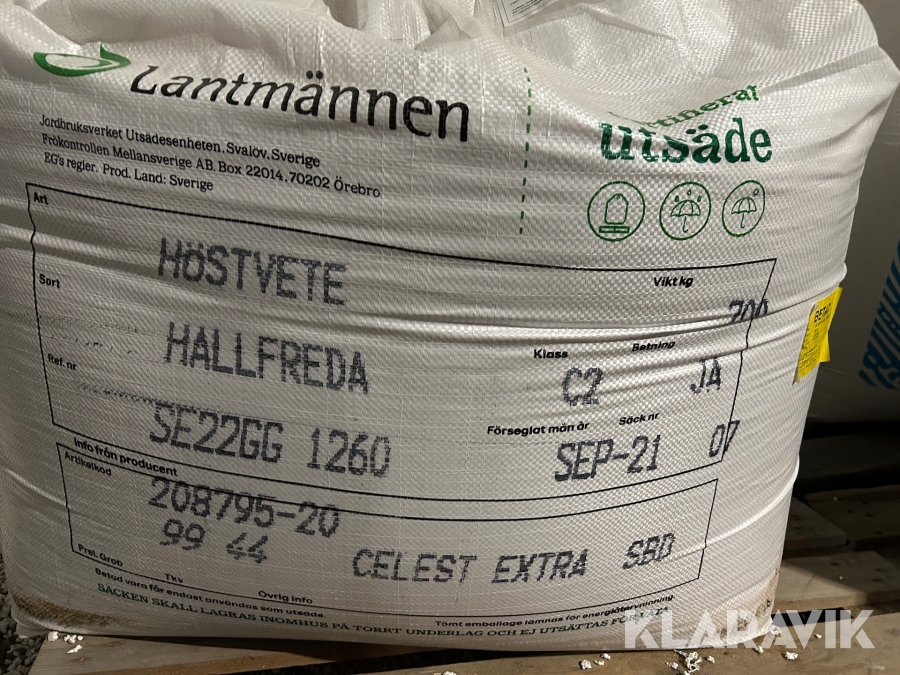 Lantmännen
utsäde
Jordbruksverket Utsädesenheten. Svalöv. Sverige
Frökontrollen Mellansverige AB. Box 22014.70202 Örebro
EG's regler. Prod. Land: Sverige
Art
HÖSTVETE
Vikt kg
700
Sort
HALLFREDA
Klass
C2
Betning
JA
Ref. nr
SE22GG 1260
Förseglat mån år
SEP-21
Säck nr
07
Info från producent
Artikelkod
208795-20
99 44
CELEST EXTRA SBD
Prel. Grob
Tkv
Övrig info
Betad vara får endast användas som utsäde.
Tömt emballage lämnas för energiåtervinning.
SÄCKEN SKALL LAGRAS INOMHUS PÅ TORRT UNDERLAG OCH EJ UTSÄTTAS FÖR VÄTA
KLARAVIK